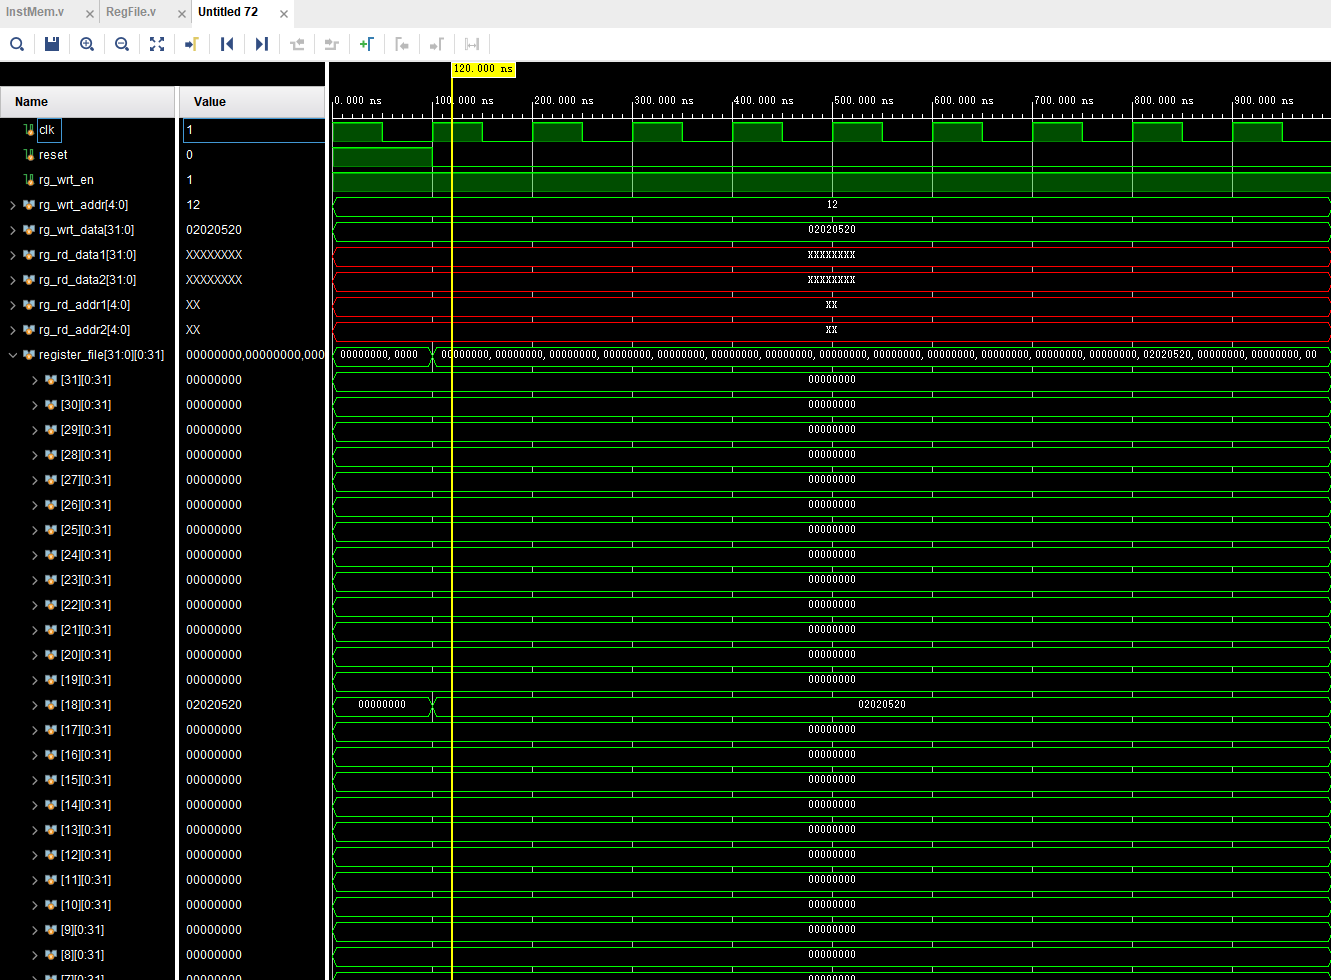 InstMem.v RegFile.v Untitled 72
120.000 ns
Name Value
0.000 ns 100.000 ns 200.000 ns 300.000 ns 400.000 ns 500.000 ns 600.000 ns 700.000 ns 800.000 ns 900.000 ns
clk 1
reset 0
rg_wrt_en 1
rg_wrt_addr[4:0] 12 12
rg_wrt_data[31:0] 02020520 02020520
rg_rd_data1[31:0] XXXXXXXX XXXXXXXX
rg_rd_data2[31:0] XXXXXXXX XXXXXXXX
rg_rd_addr1[4:0] XX XX
rg_rd_addr2[4:0] XX XX
register_file[31:0][0:31] 00000000,00000000,000 00000000,0000 00000000,00000000,00000000,00000000,00000000,00000000,00000000,00000000,00000000,00000000,00000000,00000000,00000000,02020520,00000000,00000000,00
[31][0:31] 00000000 00000000
[30][0:31] 00000000 00000000
[29][0:31] 00000000 00000000
[28][0:31] 00000000 00000000
[27][0:31] 00000000 00000000
[26][0:31] 00000000 00000000
[25][0:31] 00000000 00000000
[24][0:31] 00000000 00000000
[23][0:31] 00000000 00000000
[22][0:31] 00000000 00000000
[21][0:31] 00000000 00000000
[20][0:31] 00000000 00000000
[19][0:31] 00000000 00000000
[18][0:31] 02020520 00000000 02020520
[17][0:31] 00000000 00000000
[16][0:31] 00000000 00000000
[15][0:31] 00000000 00000000
[14][0:31] 00000000 00000000
[13][0:31] 00000000 00000000
[12][0:31] 00000000 00000000
[11][0:31] 00000000 00000000
[10][0:31] 00000000 00000000
[9][0:31] 00000000 00000000
[8][0:31] 00000000 00000000
[7][0:31] 00000000 00000000